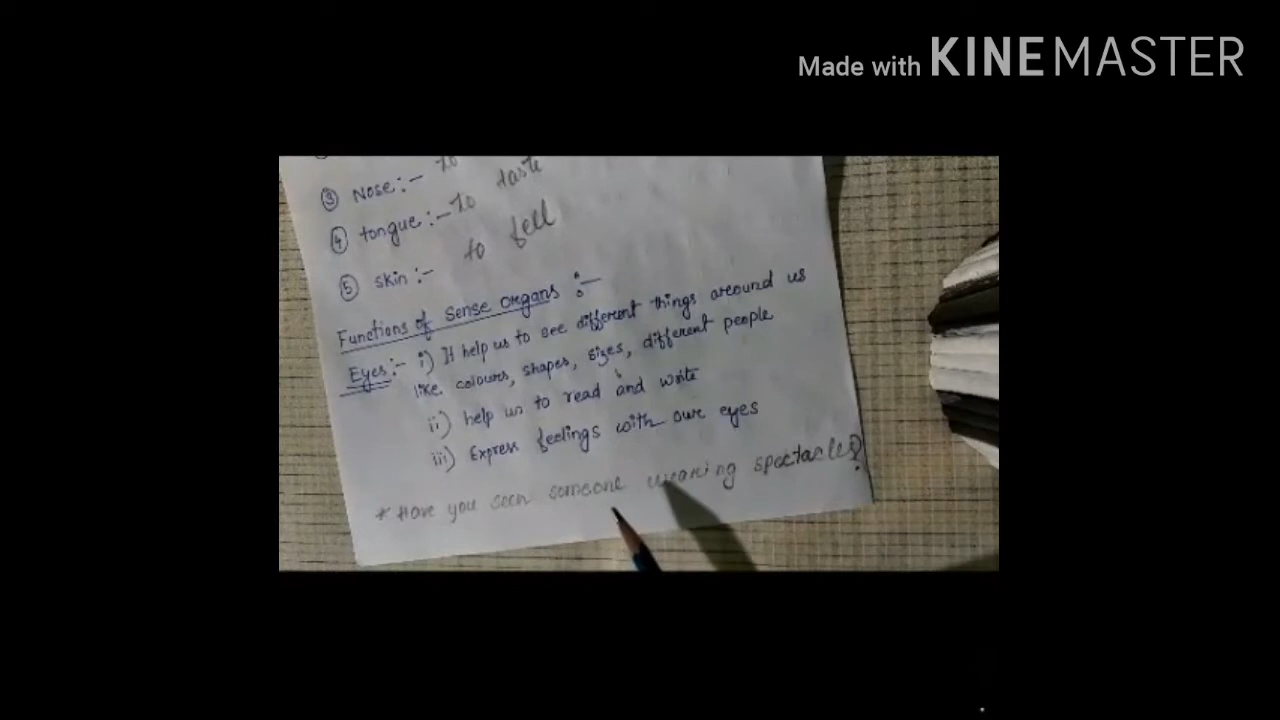 Made with KINEMASTER
③ Nose :- to
④ tongue :- to taste
⑤ skin :- to fell
Functions of Sense Organs :-
Eyes :- i) It help us to see different things around us
like colours, shapes, sizes, different people
ii) help us to read and write
iii) Express feelings with our eyes
* Have you seen someone wearing spectacles?